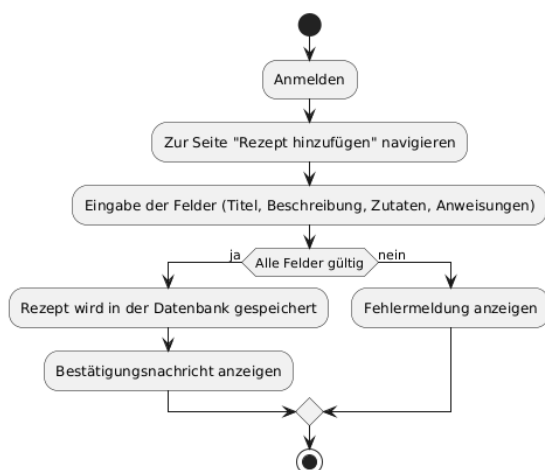 Anmelden
Zur Seite "Rezept hinzufügen" navigieren
Eingabe der Felder (Titel, Beschreibung, Zutaten, Anweisungen)
ja
Alle Felder gültig
nein
Rezept wird in der Datenbank gespeichert
Fehlermeldung anzeigen
Bestätigungsnachricht anzeigen